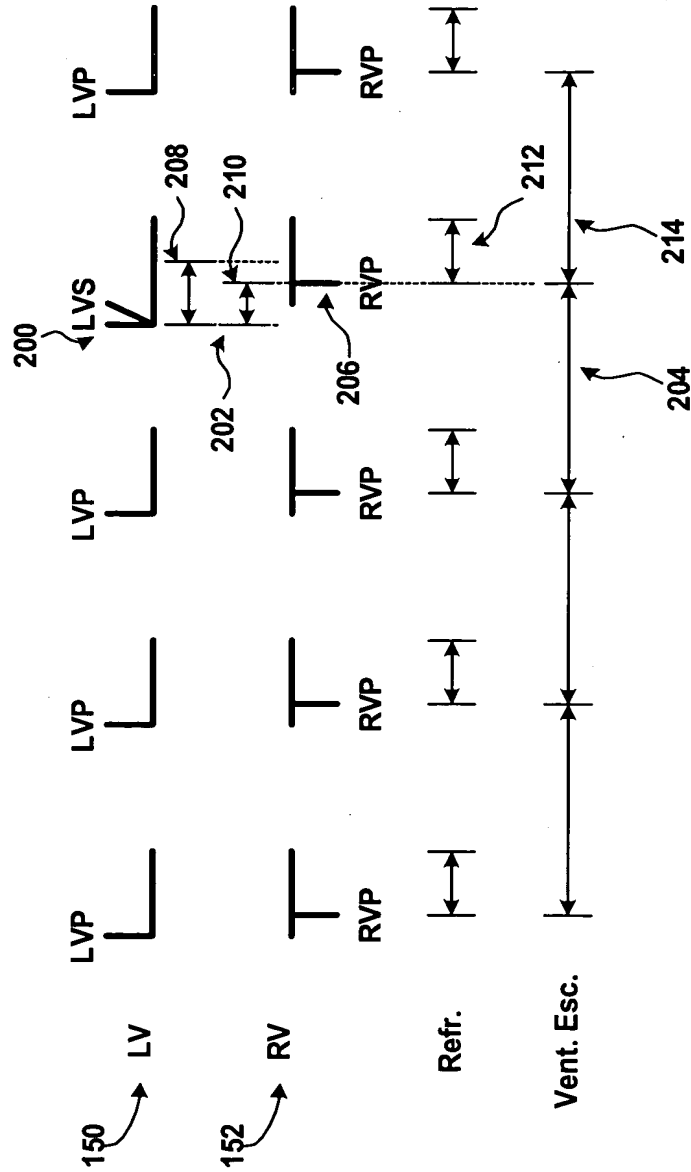 200
LVP LVP LVP LVS LVP
208
150 LV
210
202
152 RV
206
RVP RVP RVP RVP RVP
212
Refr.
Vent. Esc.
204 214